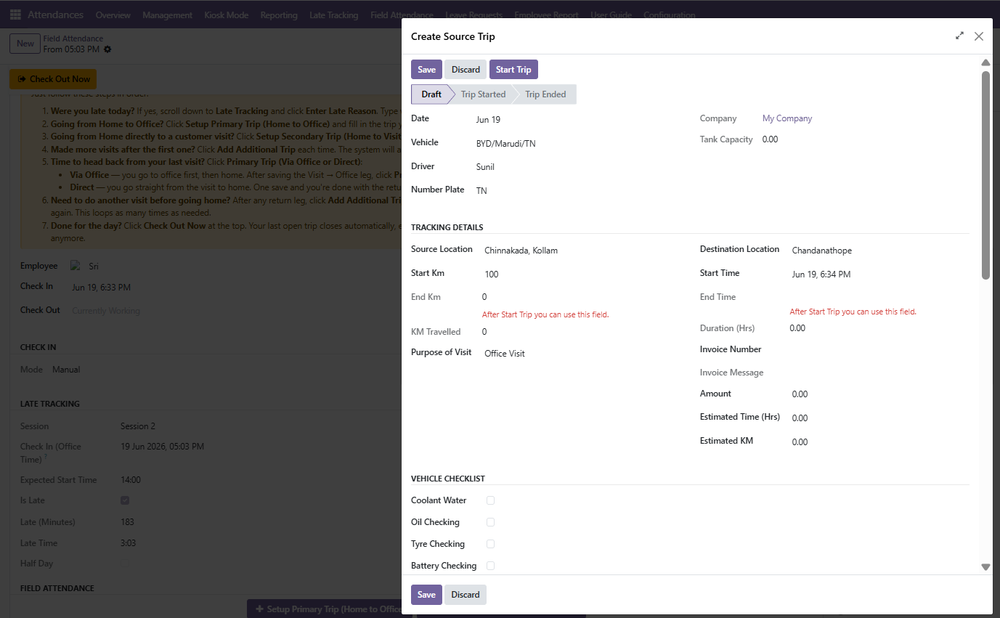 Attendances Overview Management Kiosk Mode Reporting Late Tracking Field Attendance Leave Requests Employee Report User Guide Configuration
New
Field Attendance
From 05:03 PM
Check Out Now
Just follow these steps in order:
1. Were you late today? If yes, scroll down to Late Tracking and click Enter Late Reason. Type
2. Going from Home to Office? Click Setup Primary Trip (Home to Office) and fill in the trip
3. Going from Home directly to a customer visit? Click Setup Secondary Trip (Home to Visit
4. Made more visits after the first one? Click Add Additional Trip each time. The system will a
5. Time to head back from your last visit? Click Primary Trip (Via Office or Direct):
• Via Office — you go to office first, then home. After saving the Visit → Office leg, click
• Direct — you go straight from the visit to home. One save and you're done with the retu
6. Need to do another visit before going home? After any return leg, click Add Additional Tri
again. This loops as many times as needed.
7. Done for the day? Click Check Out Now at the top. Your last open trip closes automatically,
anymore.
Employee Sri
Check In Jun 19, 6:33 PM
Check Out Currently Working
CHECK IN
Mode Manual
LATE TRACKING
Session Session 2
Check In (Office Time) ? 19 Jun 2026, 05:03 PM
Expected Start Time 14:00
Is Late
Late (Minutes) 183
Late Time 3:03
Half Day
FIELD ATTENDANCE
+ Setup Primary Trip (Home to Office
Create Source Trip
Save Discard Start Trip
Draft Trip Started Trip Ended
Date Jun 19
Company My Company
Vehicle BYD/Marudi/TN
Tank Capacity 0.00
Driver Sunil
Number Plate TN
TRACKING DETAILS
Source Location Chinnakada, Kollam
Destination Location Chandanathope
Start Km 100
Start Time Jun 19, 6:34 PM
End Km 0
After Start Trip you can use this field.
End Time
After Start Trip you can use this field.
KM Travelled 0
Duration (Hrs) 0.00
Purpose of Visit Office Visit
Invoice Number
Invoice Message
Amount 0.00
Estimated Time (Hrs) 0.00
Estimated KM 0.00
VEHICLE CHECKLIST
Coolant Water
Oil Checking
Tyre Checking
Battery Checking
Save Discard